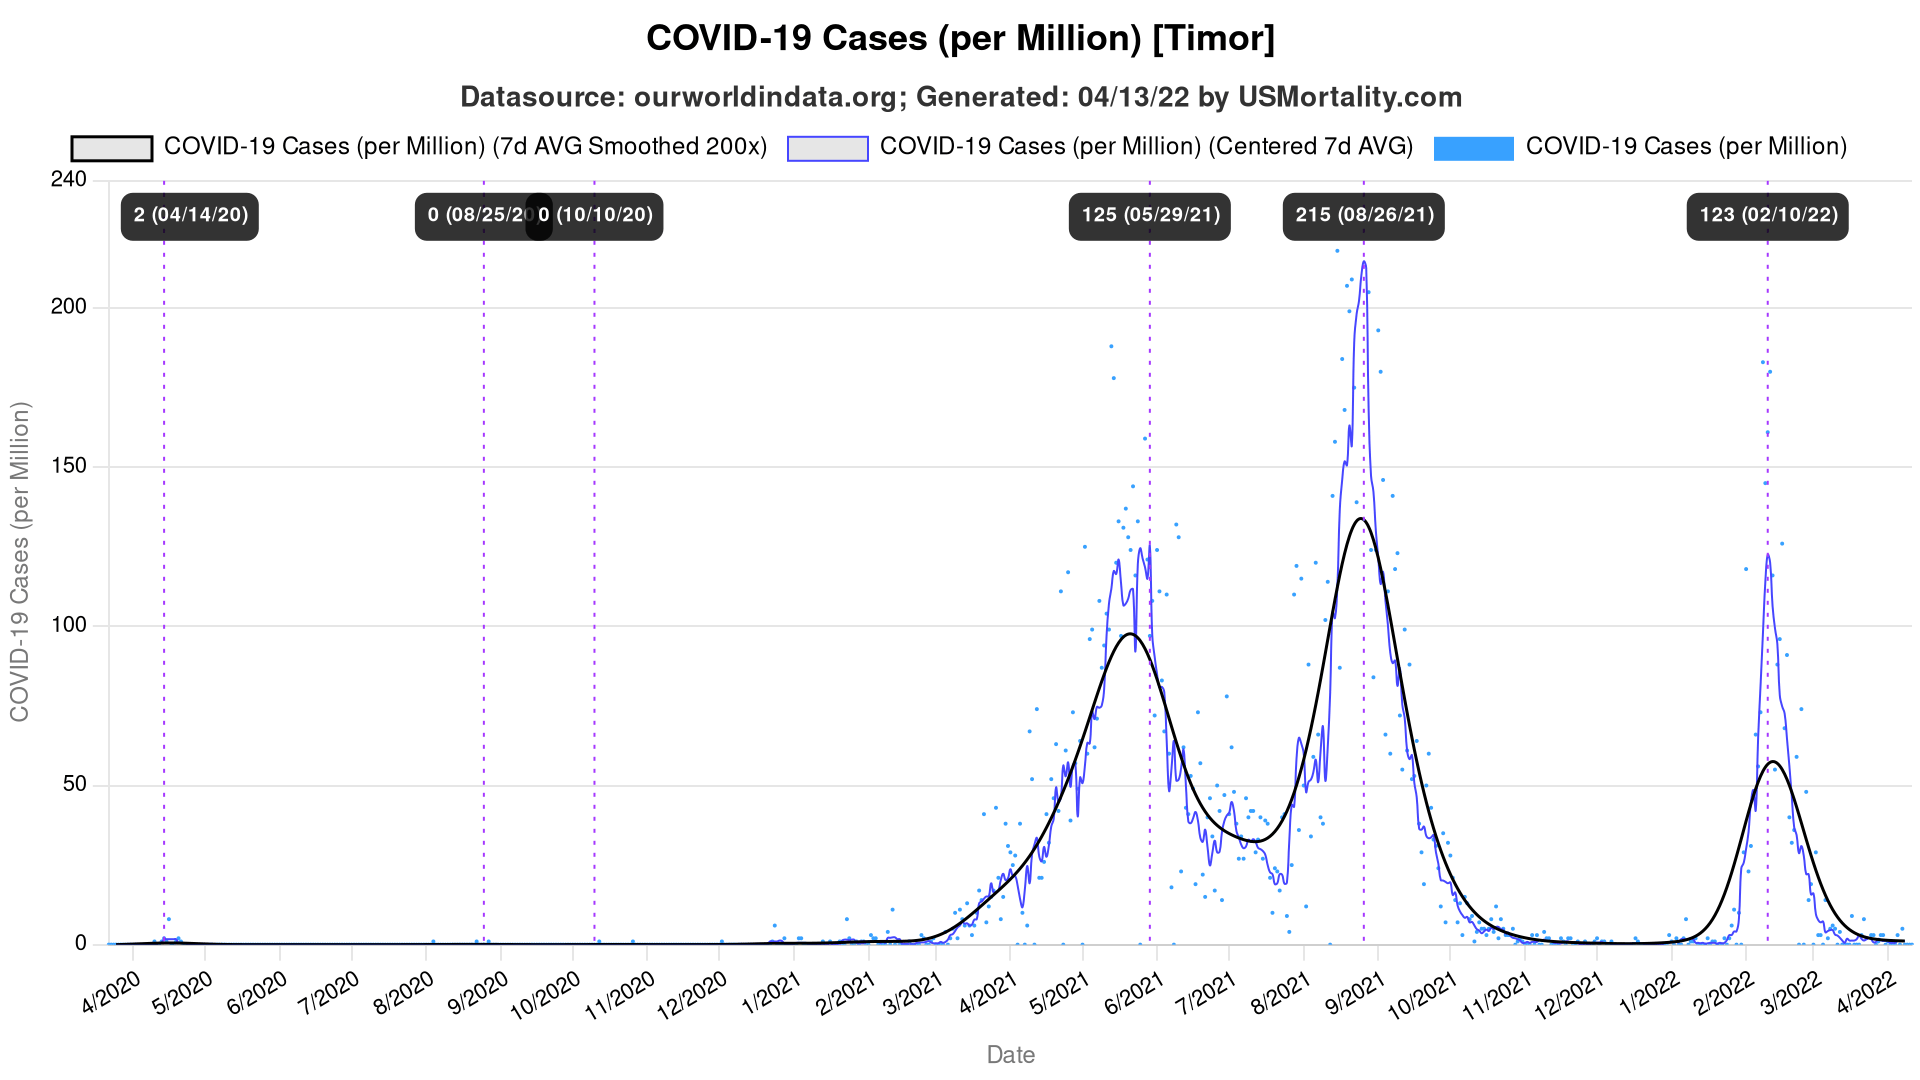 COVID-19 Cases (per Million) [Timor]
Datasource: ourworldindata.org; Generated: 04/13/22 by USMortality.com
COVID-19 Cases (per Million) (7d AVG Smoothed 200x) COVID-19 Cases (per Million) (Centered 7d AVG) COVID-19 Cases (per Million)
240
2 (04/14/20) 0 (08/25/20) 0 (10/10/20) 125 (05/29/21) 215 (08/26/21) 123 (02/10/22)
200
150
100
50
0
COVID-19 Cases (per Million)
4/2020 5/2020 6/2020 7/2020 8/2020 9/2020 10/2020 11/2020 12/2020 1/2021 2/2021 3/2021 4/2021 5/2021 6/2021 7/2021 8/2021 9/2021 10/2021 11/2021 12/2021 1/2022 2/2022 3/2022 4/2022
Date